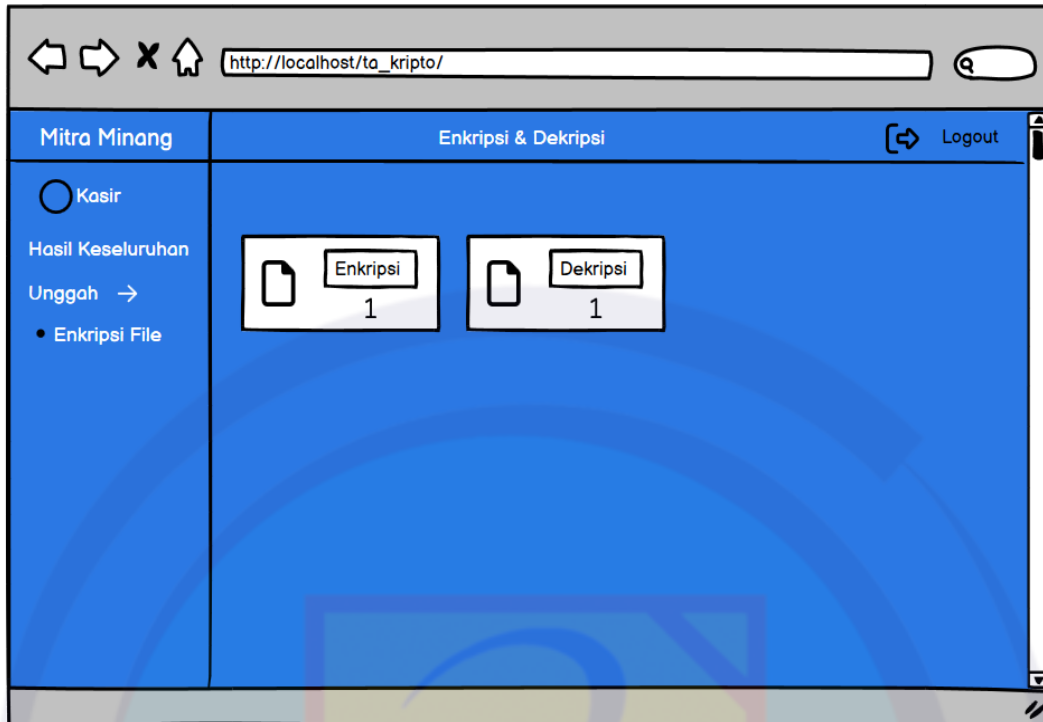 http://localhost/ta_kripto/
Mitra Minang
Enkripsi & Dekripsi
Logout
Kasir
Hasil Keseluruhan
Unggah →
• Enkripsi File
Enkripsi
1
Dekripsi
1